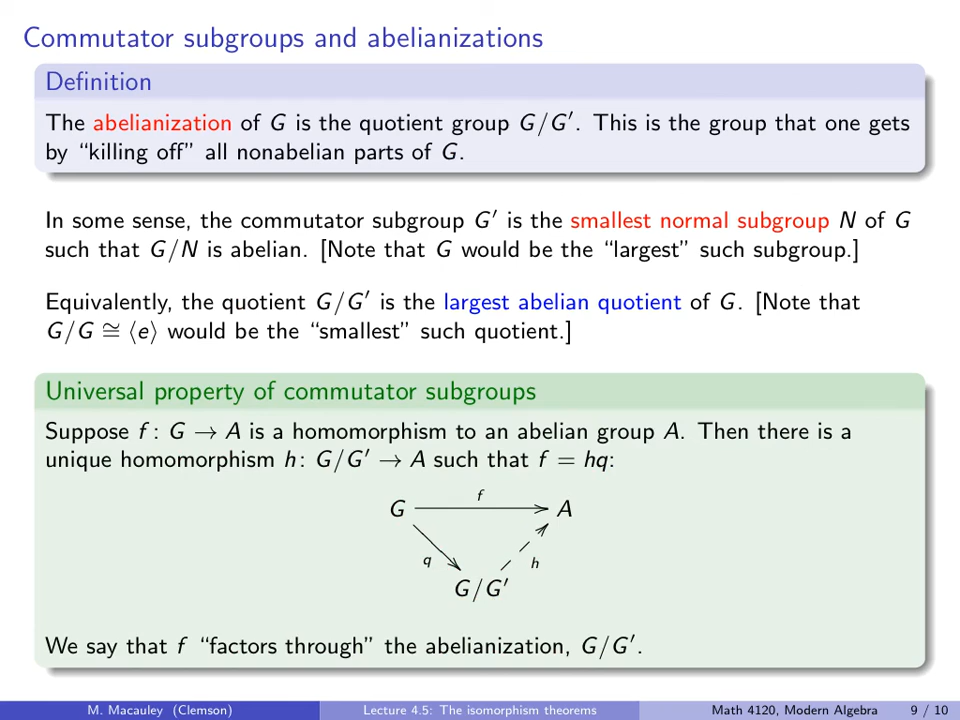 Commutator subgroups and abelianizations
Definition
The abelianization of G is the quotient group G/G′. This is the group that one gets
by “killing off” all nonabelian parts of G.
In some sense, the commutator subgroup G′ is the smallest normal subgroup N of G
such that G/N is abelian. [Note that G would be the “largest” such subgroup.]
Equivalently, the quotient G/G′ is the largest abelian quotient of G. [Note that
G/G ≅ ⟨e⟩ would be the “smallest” such quotient.]
Universal property of commutator subgroups
Suppose f : G → A is a homomorphism to an abelian group A. Then there is a
unique homomorphism h : G/G′ → A such that f = hq:
f
G A
q h
G/G′
We say that f “factors through” the abelianization, G/G′.
M. Macauley (Clemson) Lecture 4.5: The isomorphism theorems Math 4120, Modern Algebra 9 / 10